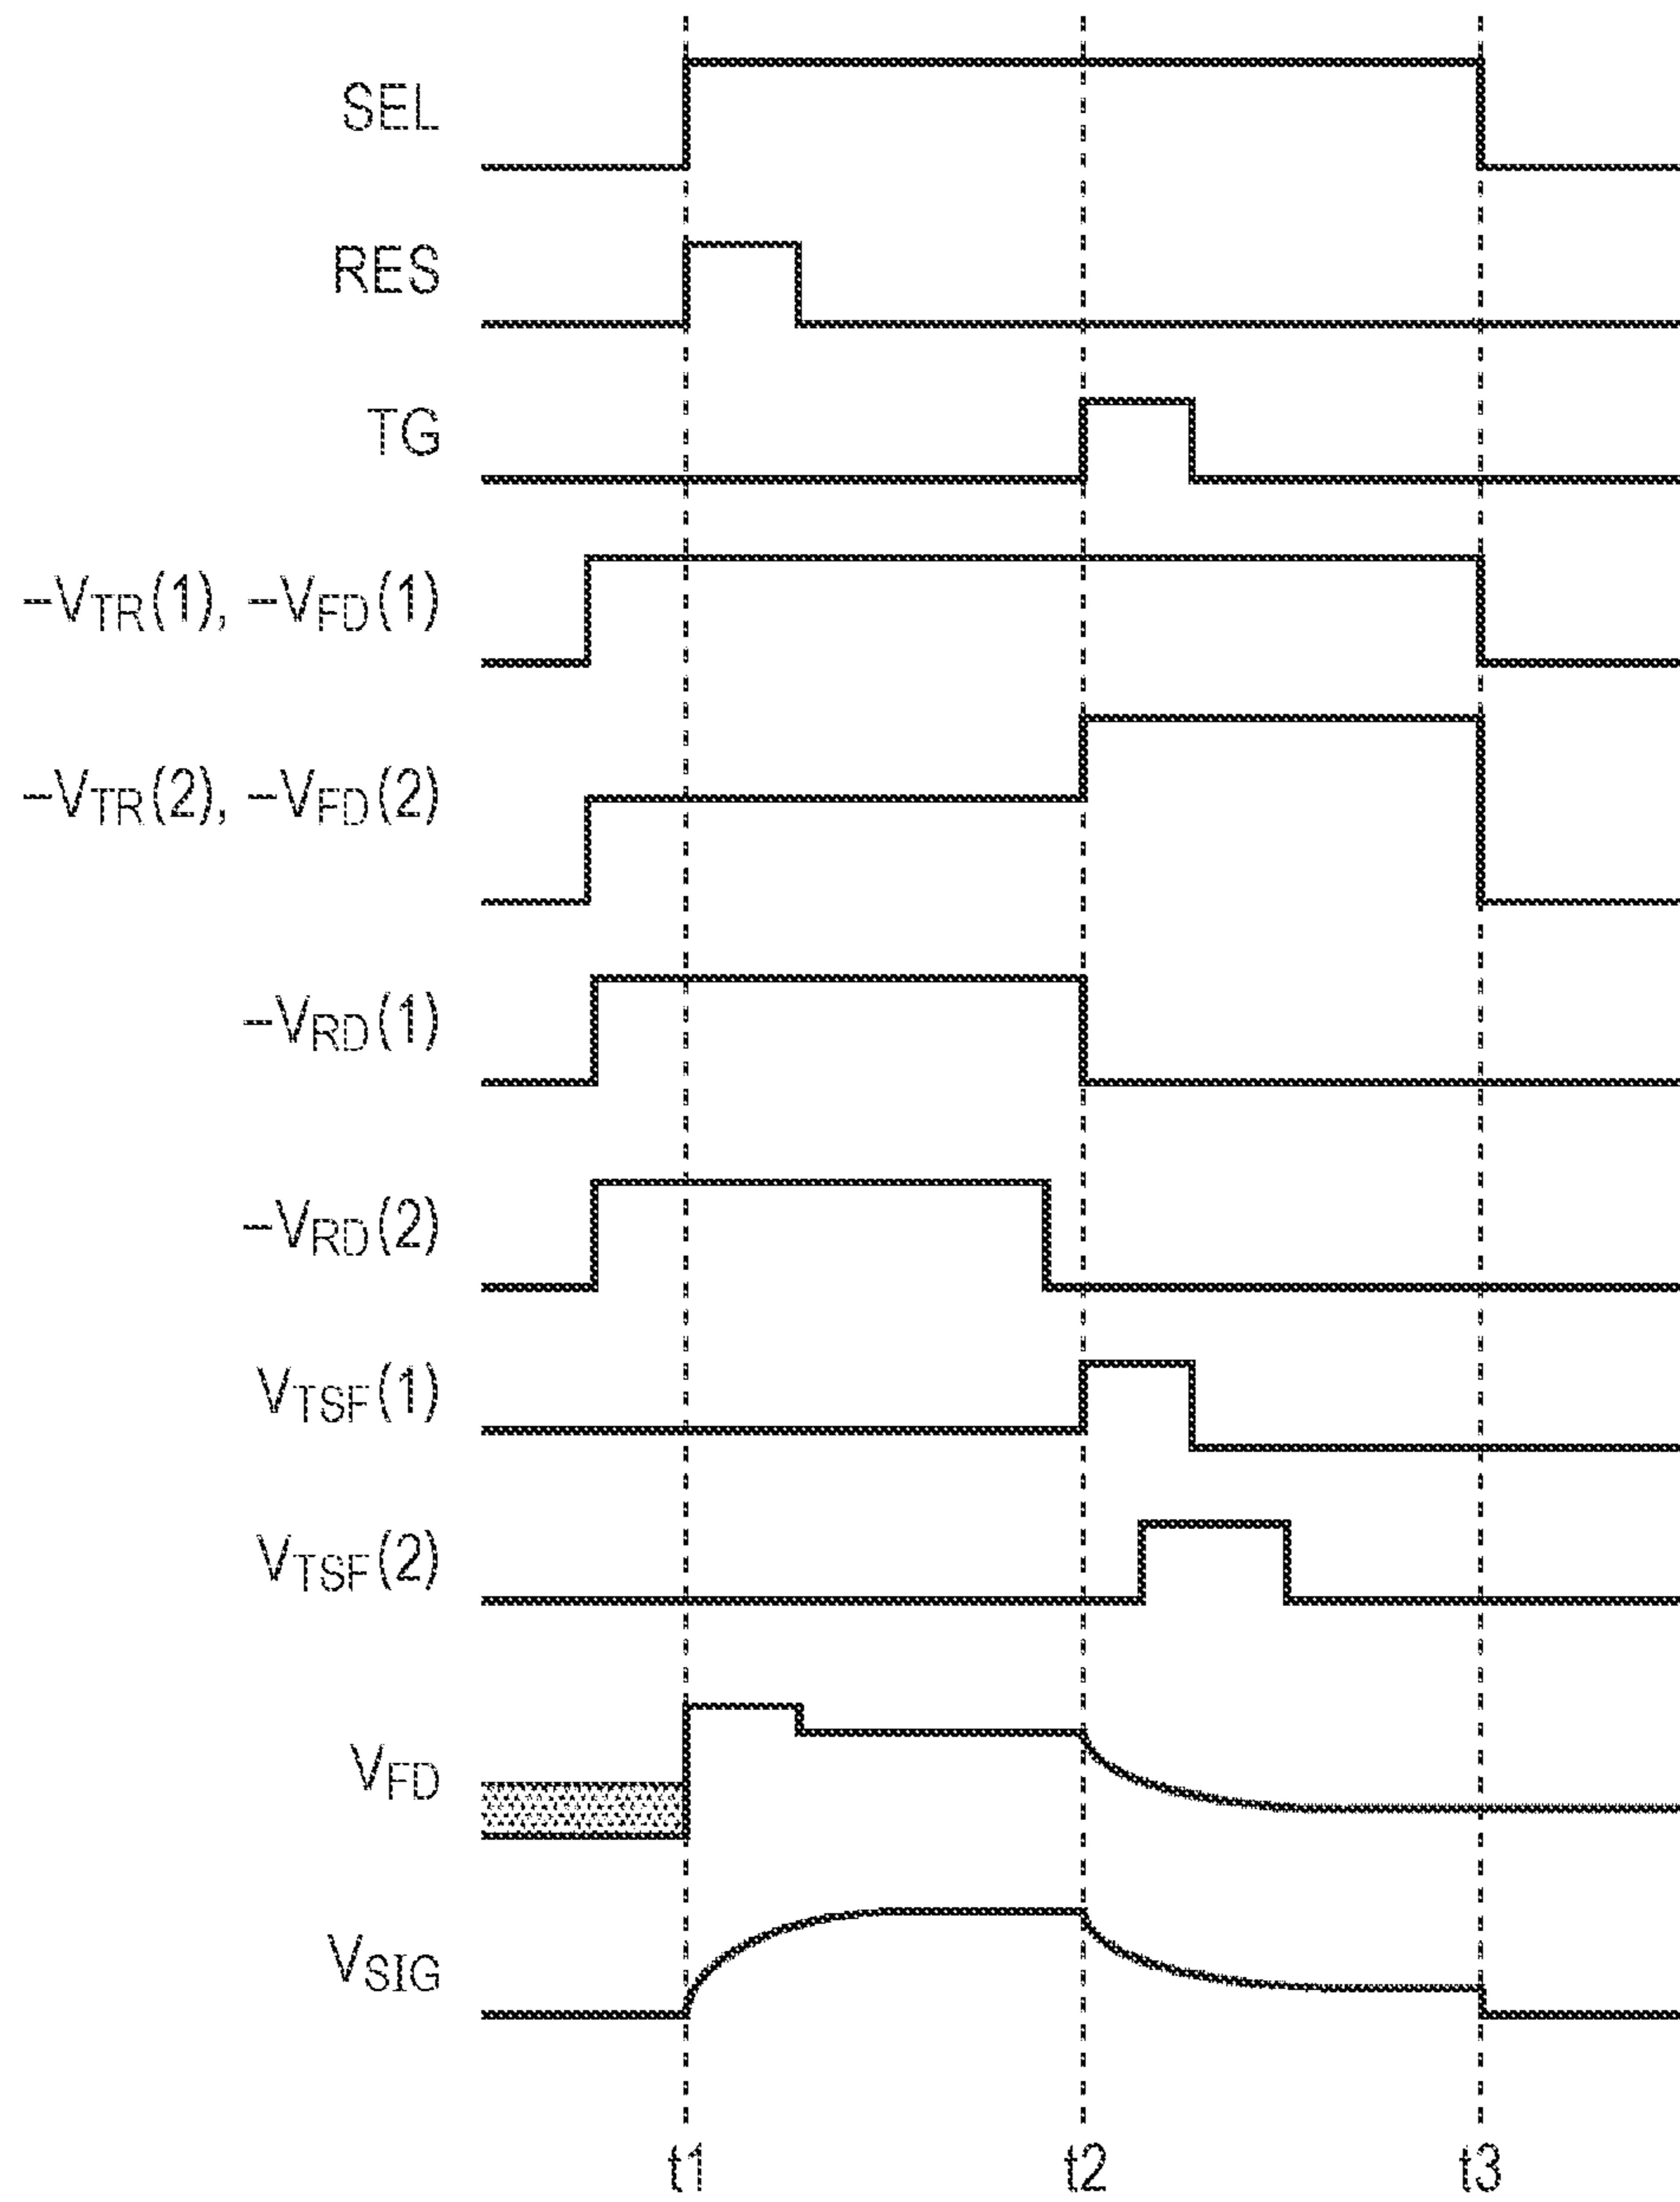 SEL
RES
TG
-VTR(1), -VFD(1)
-VTR(2), -VFD(2)
-VRD(1)
-VRD(2)
VTSF(1)
VTSF(2)
VFD
VSIG
t1 t2 t3